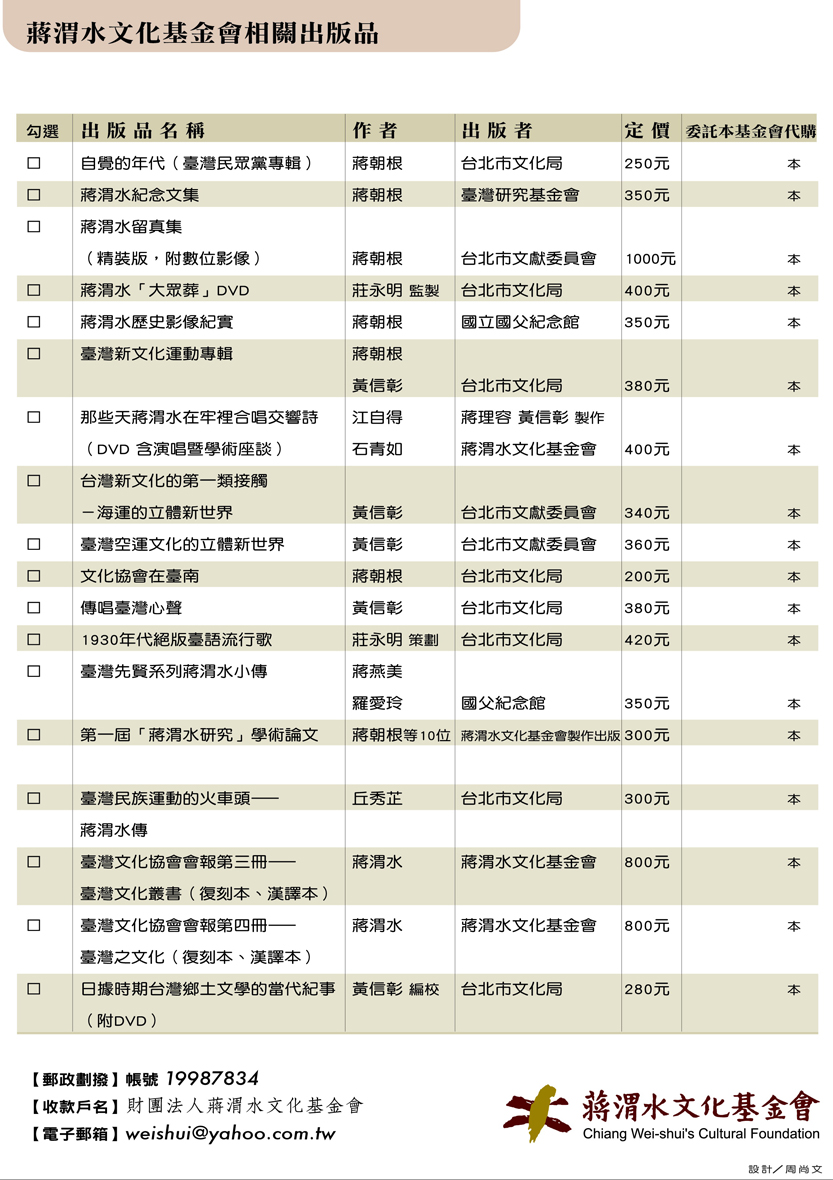 蔣渭水文化基金會相關出版品
勾選 出版品名稱 作者 出版者 定價 委託本基金會代購
□ 自覺的年代（臺灣民眾黨專輯） 蔣朝根 台北市文化局 250元 本
□ 蔣渭水紀念文集 蔣朝根 臺灣研究基金會 350元 本
□ 蔣渭水留真集
（精裝版，附數位影像） 蔣朝根 台北市文獻委員會 1000元 本
□ 蔣渭水「大眾葬」DVD 莊永明 監製 台北市文化局 400元 本
□ 蔣渭水歷史影像紀實 蔣朝根 國立國父紀念館 350元 本
□ 臺灣新文化運動專輯 蔣朝根
黃信彰 台北市文化局 380元 本
□ 那些天蔣渭水在牢裡合唱交響詩 江自得 蔣理容 黃信彰 製作
（DVD 含演唱暨學術座談） 石青如 蔣渭水文化基金會 400元 本
□ 台灣新文化的第一類接觸
－海運的立體新世界 黃信彰 台北市文獻委員會 340元 本
□ 臺灣空運文化的立體新世界 黃信彰 台北市文獻委員會 360元 本
□ 文化協會在臺南 蔣朝根 台北市文化局 200元 本
□ 傳唱臺灣心聲 黃信彰 台北市文化局 380元 本
□ 1930年代絕版臺語流行歌 莊永明 策劃 台北市文化局 420元 本
□ 臺灣先賢系列蔣渭水小傳 蔣燕美
羅愛玲 國父紀念館 350元 本
□ 第一屆「蔣渭水研究」學術論文 蔣朝根等10位 蔣渭水文化基金會製作出版 300元 本
□ 臺灣民族運動的火車頭── 丘秀芷 台北市文化局 300元 本
蔣渭水傳
□ 臺灣文化協會會報第三冊── 蔣渭水 蔣渭水文化基金會 800元 本
臺灣文化叢書（復刻本、漢譯本）
□ 臺灣文化協會會報第四冊── 蔣渭水 蔣渭水文化基金會 800元 本
臺灣之文化（復刻本、漢譯本）
□ 日據時期台灣鄉土文學的當代紀事 黃信彰 編校 台北市文化局 280元 本
（附DVD）
【郵政劃撥】帳號 19987834
【收款戶名】財團法人蔣渭水文化基金會
【電子郵箱】weishui@yahoo.com.tw
蔣渭水文化基金會
Chiang Wei-shui's Cultural Foundation
設計／周尚文